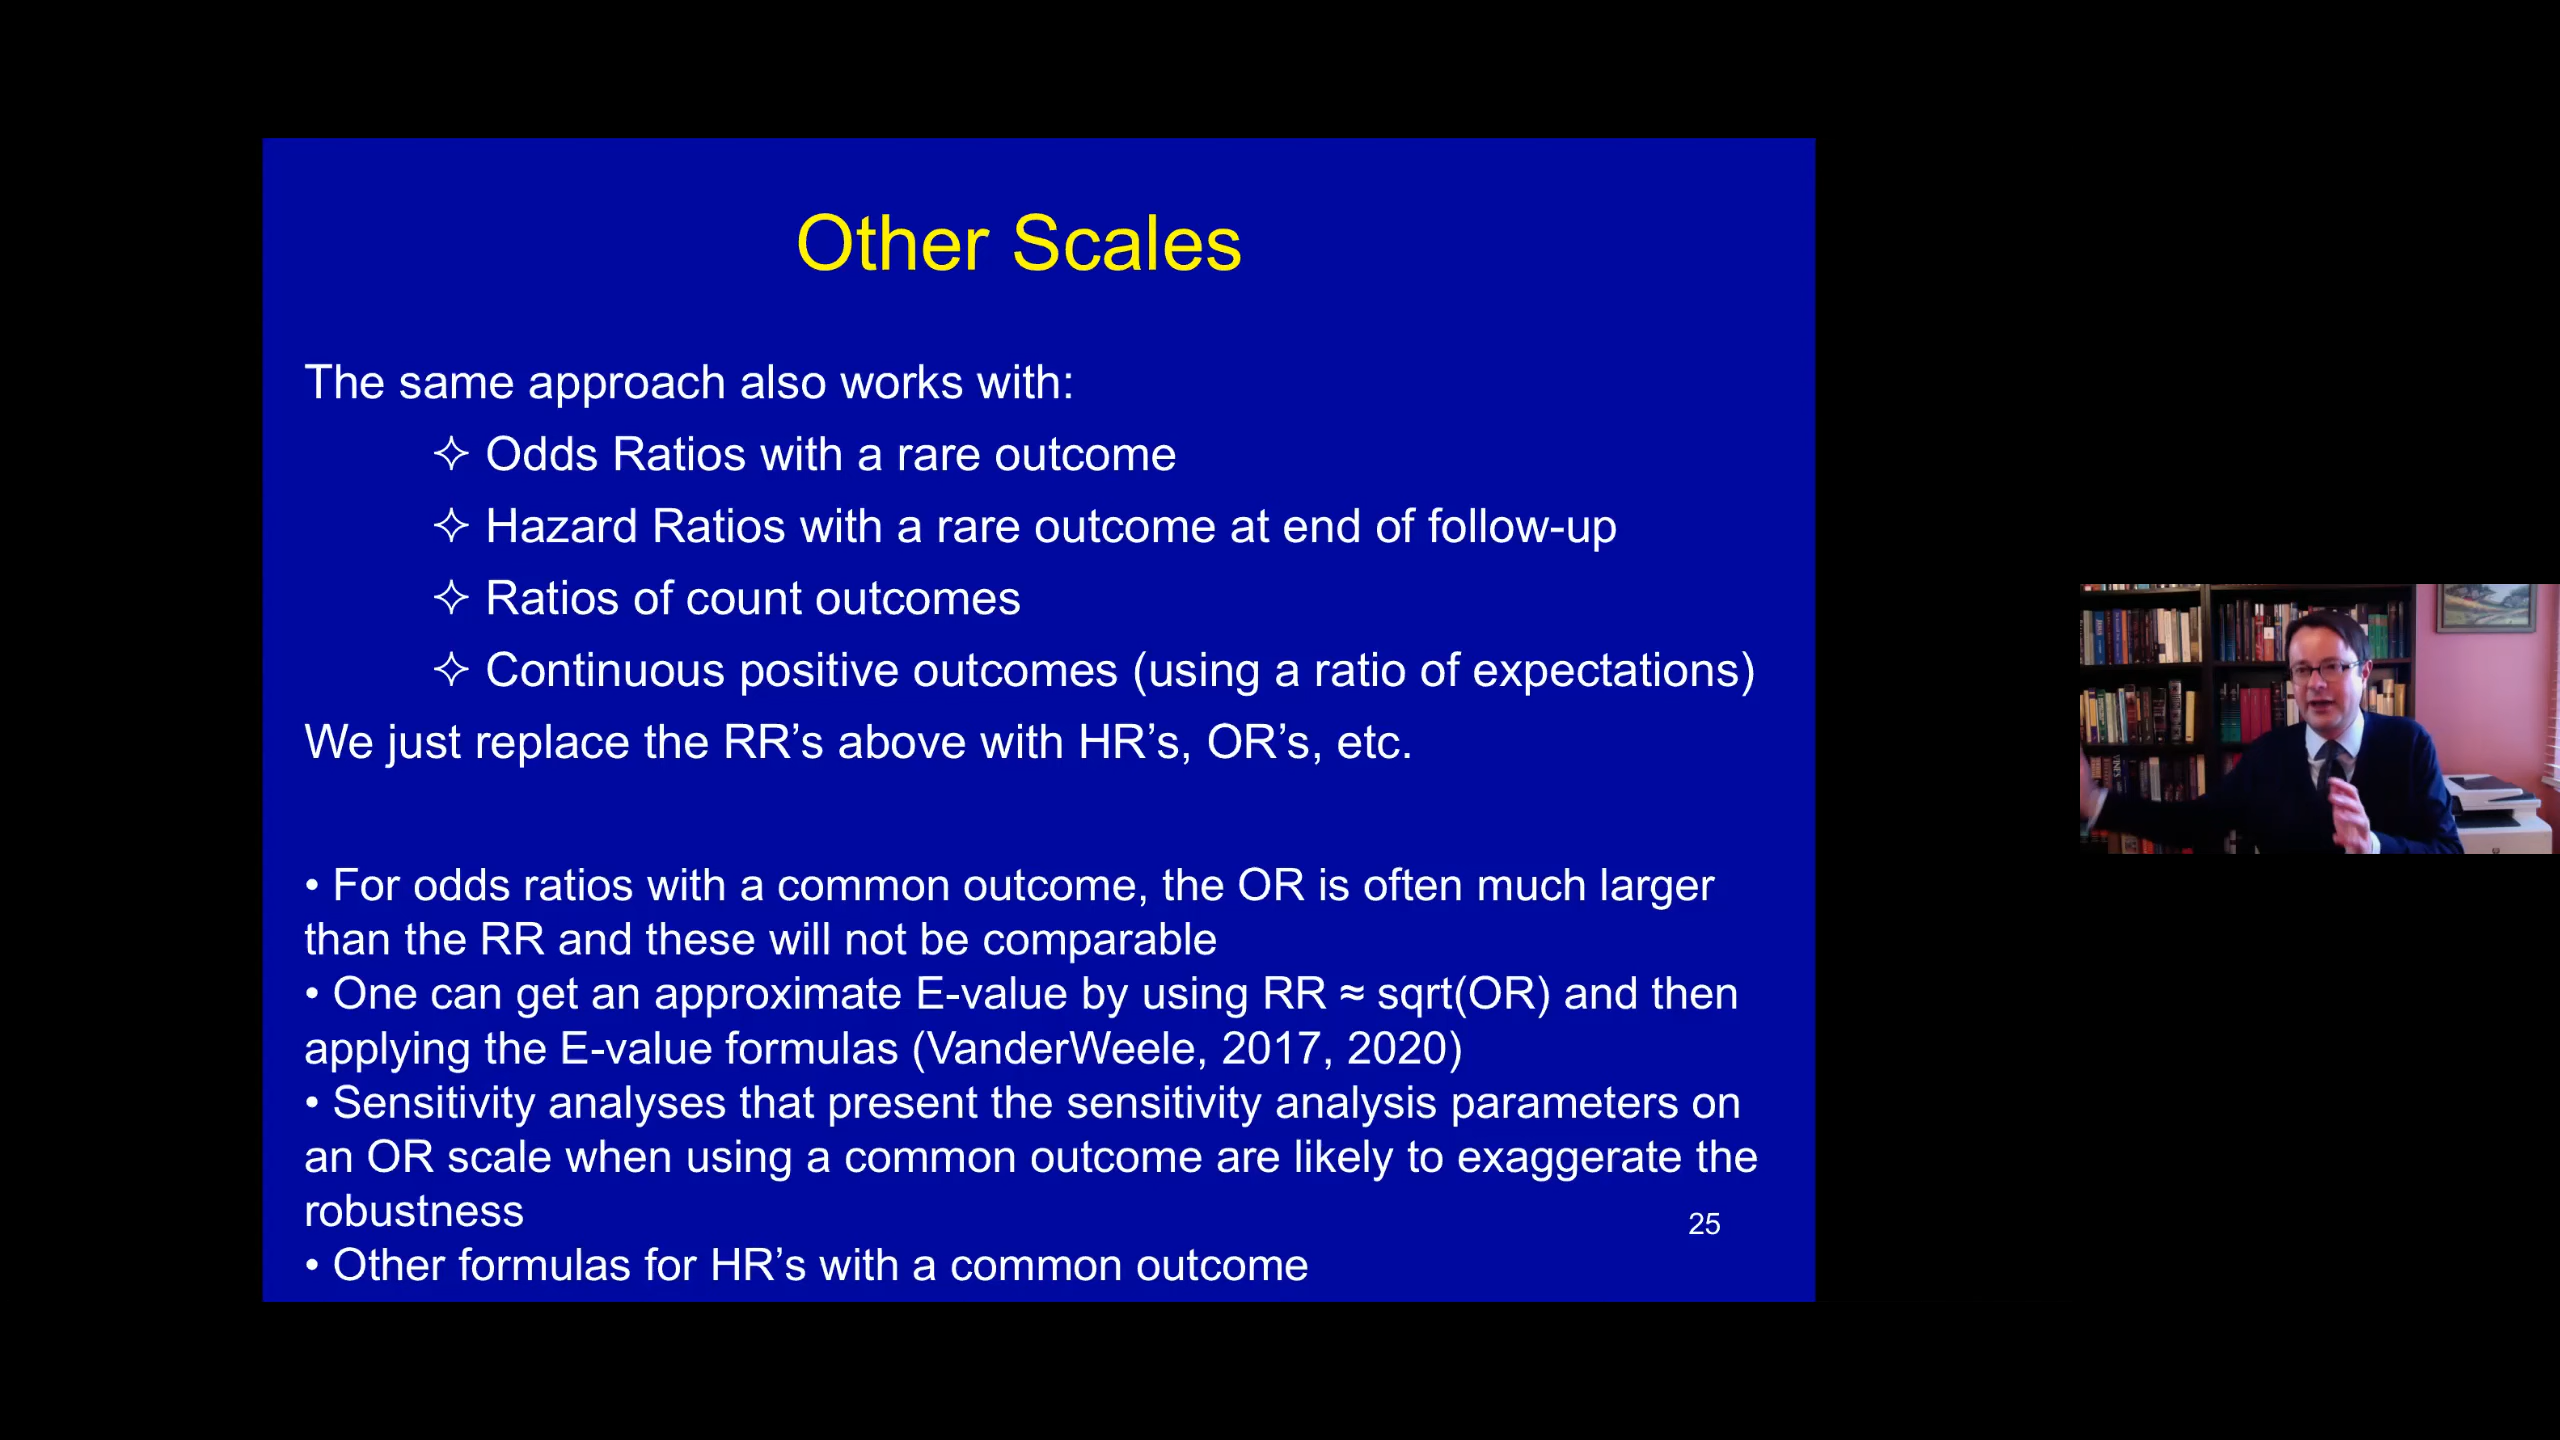 Other Scales
The same approach also works with:
✧ Odds Ratios with a rare outcome
✧ Hazard Ratios with a rare outcome at end of follow-up
✧ Ratios of count outcomes
✧ Continuous positive outcomes (using a ratio of expectations)
We just replace the RR’s above with HR’s, OR’s, etc.
• For odds ratios with a common outcome, the OR is often much larger
than the RR and these will not be comparable
• One can get an approximate E-value by using RR ≈ sqrt(OR) and then
applying the E-value formulas (VanderWeele, 2017, 2020)
• Sensitivity analyses that present the sensitivity analysis parameters on
an OR scale when using a common outcome are likely to exaggerate the
robustness
25
• Other formulas for HR’s with a common outcome